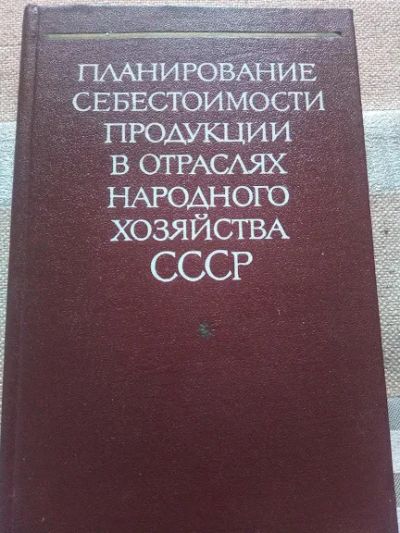 ПЛАНИРОВАНИЕ
СЕБЕСТОИМОСТИ
ПРОДУКЦИИ
В ОТРАСЛЯХ
НАРОДНОГО
ХОЗЯЙСТВА
СССР